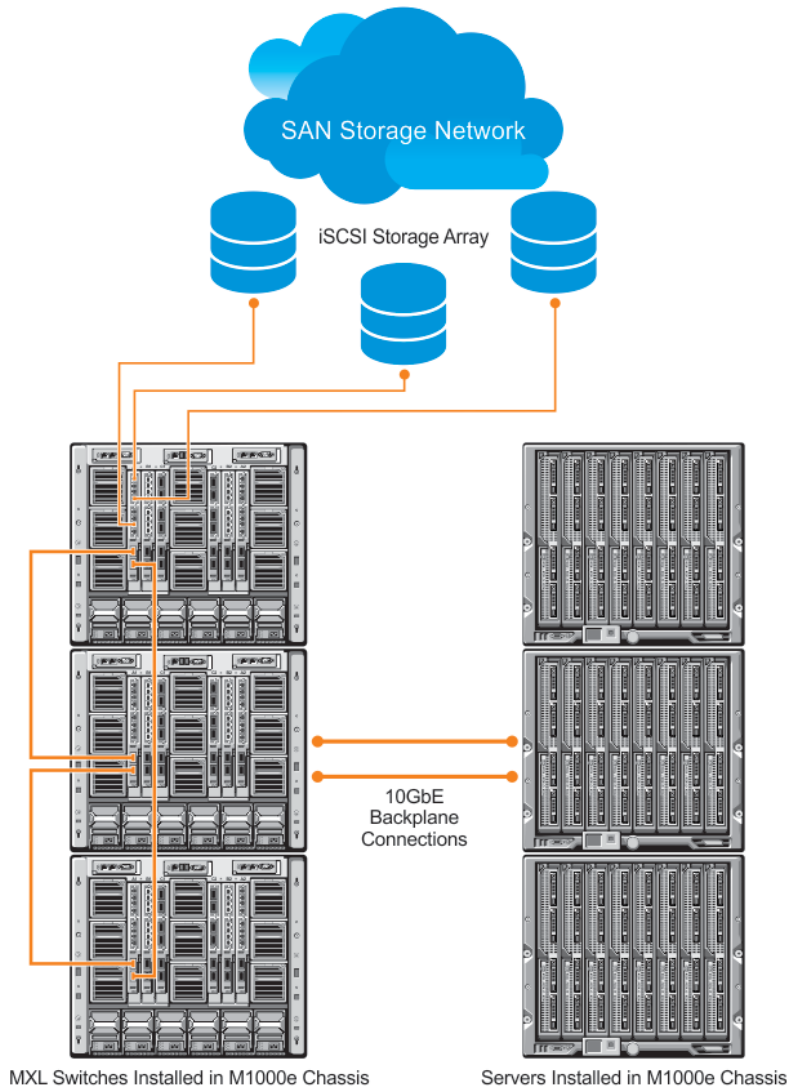 SAN Storage Network
iSCSI Storage Array
10GbE
Backplane
Connections
MXL Switches Installed in M1000e Chassis
Servers Installed in M1000e Chassis